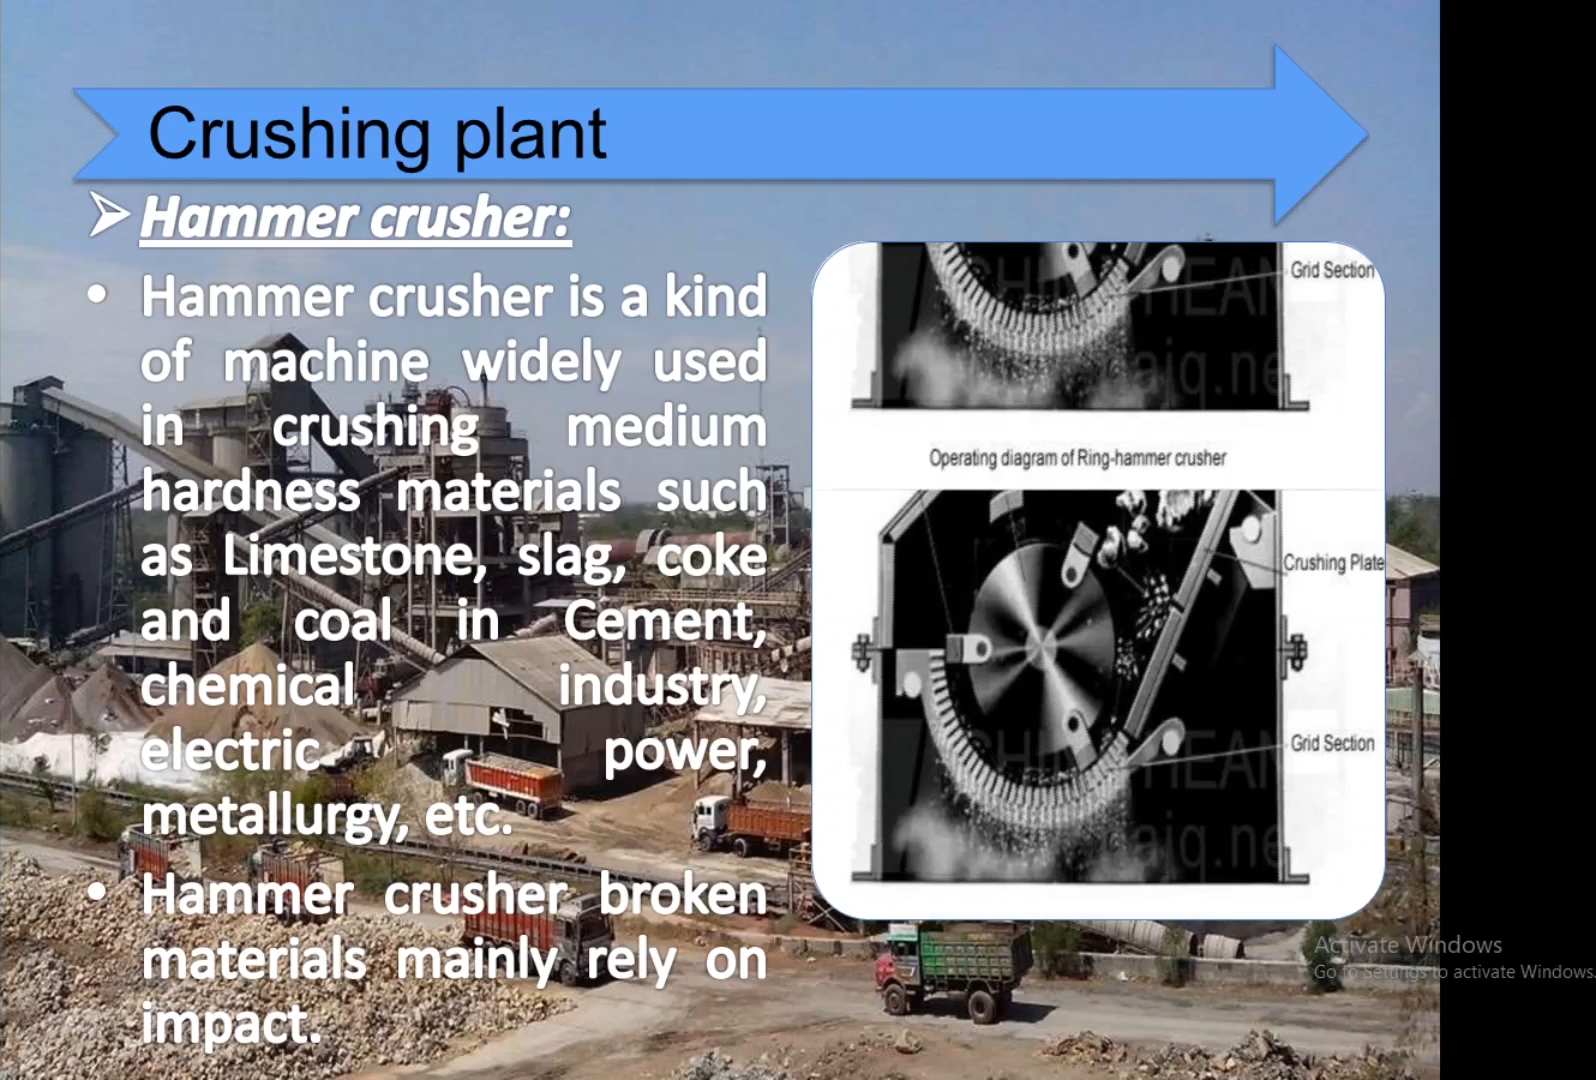 Crushing plant
Hammer crusher:
Hammer crusher is a kind
of machine widely used
in crushing medium
hardness materials such
as Limestone, slag, coke
and coal in Cement,
chemical industry,
electric power,
metallurgy, etc.
Hammer crusher broken
materials mainly rely on
impact.
Grid Section
Operating diagram of Ring-hammer crusher
Crushing Plate
Grid Section
Activate Windows
Go to Settings to activate Windows.